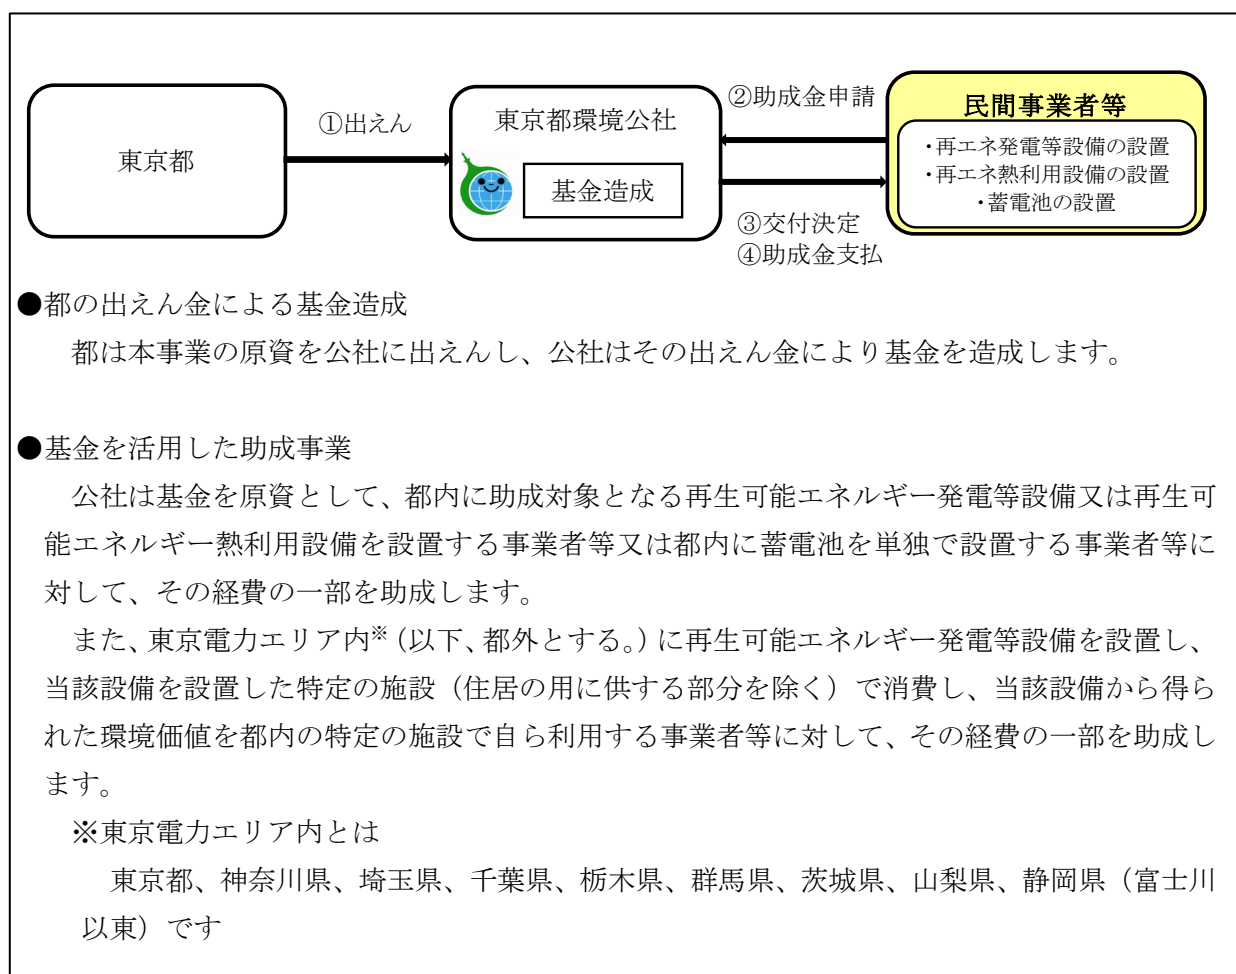 東京都
①出えん
東京都環境公社
基金造成
②助成金申請
③交付決定
④助成金支払
民間事業者等
・再エネ発電等設備の設置
・再エネ熱利用設備の設置
・蓄電池の設置
●都の出えん金による基金造成
都は本事業の原資を公社に出えんし、公社はその出えん金により基金を造成します。
●基金を活用した助成事業
公社は基金を原資として、都内に助成対象となる再生可能エネルギー発電等設備又は再生可
能エネルギー熱利用設備を設置する事業者等又は都内に蓄電池を単独で設置する事業者等に
対して、その経費の一部を助成します。
また、東京電力エリア内※（以下、都外とする。）に再生可能エネルギー発電等設備を設置し、
当該設備を設置した特定の施設（住居の用に供する部分を除く）で消費し、当該設備から得ら
れた環境価値を都内の特定の施設で自ら利用する事業者等に対して、その経費の一部を助成し
ます。
※東京電力エリア内とは
東京都、神奈川県、埼玉県、千葉県、栃木県、群馬県、茨城県、山梨県、静岡県（富士川
以東）です